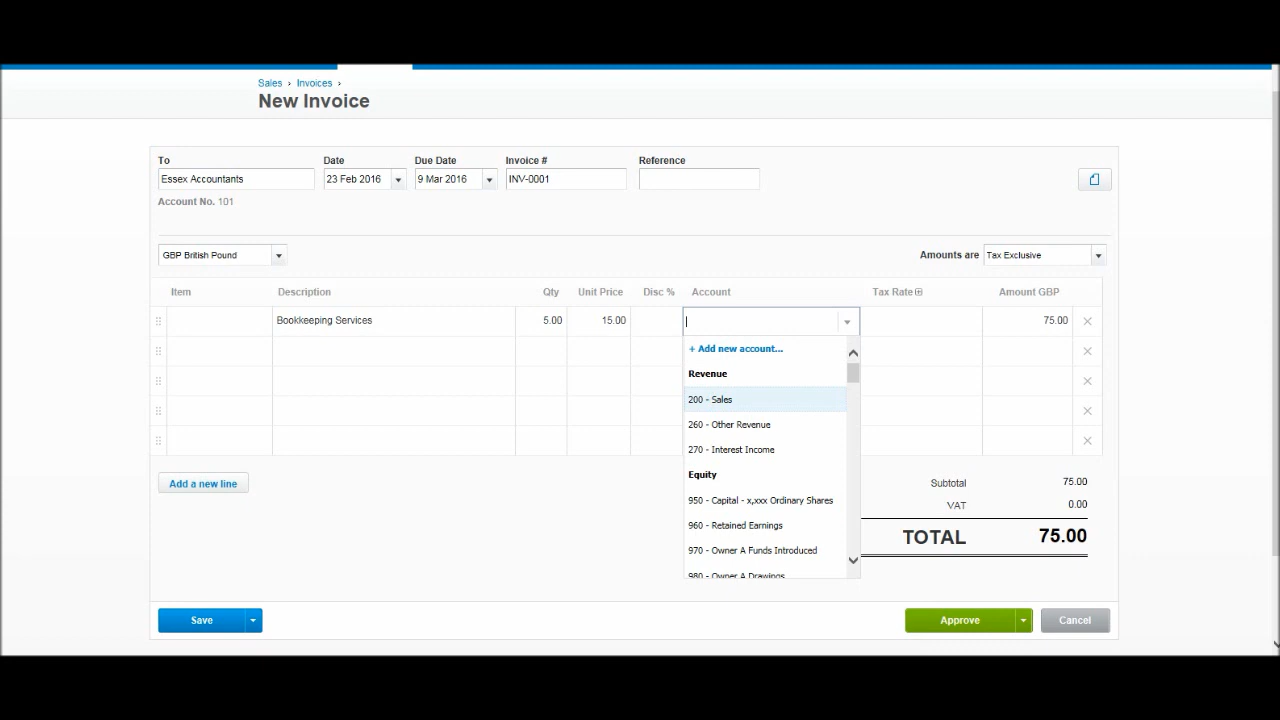 Sales › Invoices ›
New Invoice
To Date Due Date Invoice # Reference
Essex Accountants 23 Feb 2016 9 Mar 2016 INV-0001
Account No. 101
GBP British Pound Amounts are Tax Exclusive
Item Description Qty Unit Price Disc % Account Tax Rate Amount GBP
Bookkeeping Services 5.00 15.00 75.00
+ Add new account...
Revenue
200 - Sales
260 - Other Revenue
270 - Interest Income
Equity
950 - Capital - x,xxx Ordinary Shares
960 - Retained Earnings
970 - Owner A Funds Introduced
980 - Owner A Drawings
Add a new line
Subtotal 75.00
VAT 0.00
TOTAL 75.00
Save Approve Cancel